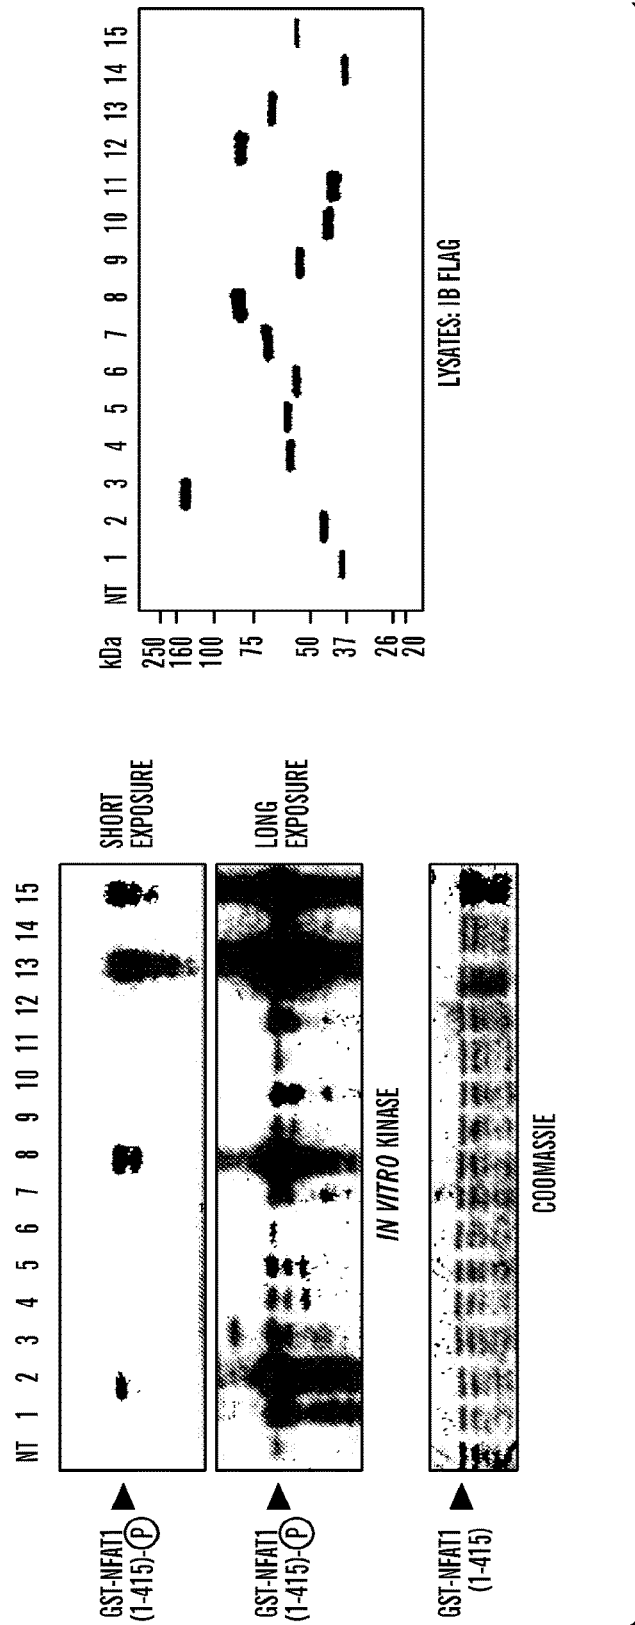 NT 1 2 3 4 5 6 7 8 9 10 11 12 13 14 15
GST-NFAT1
(1-415)-Ⓟ
SHORT
EXPOSURE
GST-NFAT1
(1-415)-Ⓟ
LONG
EXPOSURE
IN VITRO KINASE
GST-NFAT1
(1-415)
COOMASSIE
kDa NT 1 2 3 4 5 6 7 8 9 10 11 12 13 14 15
250
160
100
75
50
37
26
20
LYSATES: IB FLAG